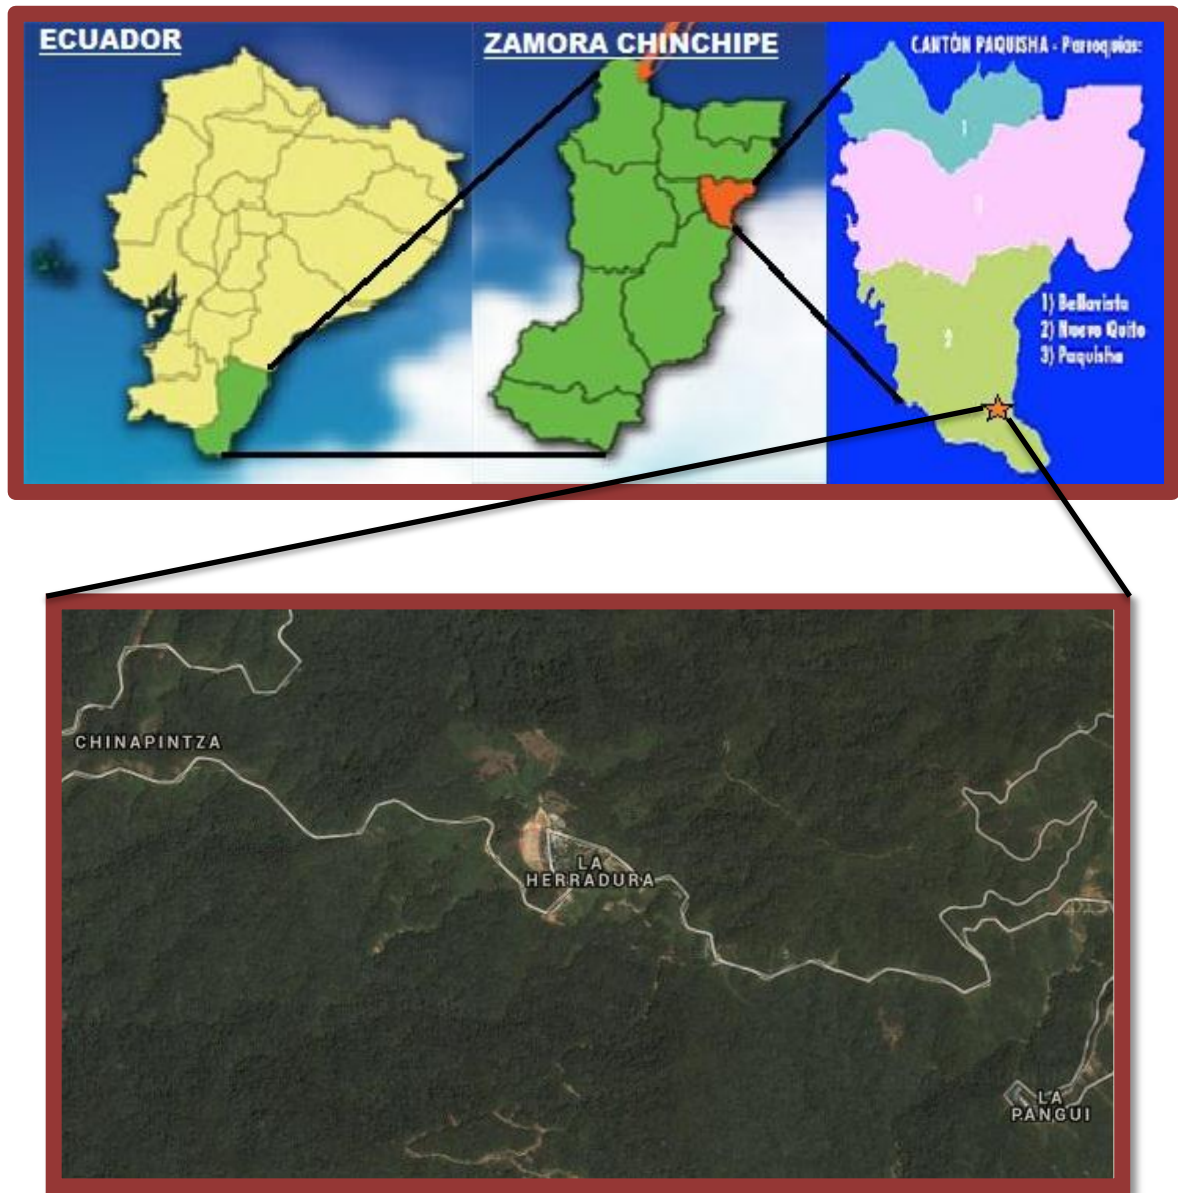 ECUADOR
ZAMORA CHINCHIPE
CANTÓN PAQUISHA - Parroquias:
1
3
2
1) Bellavista
2) Nuevo Quito
3) Paquisha
CHINAPINTZA
LA
HERRADURA
LA
PANGUI